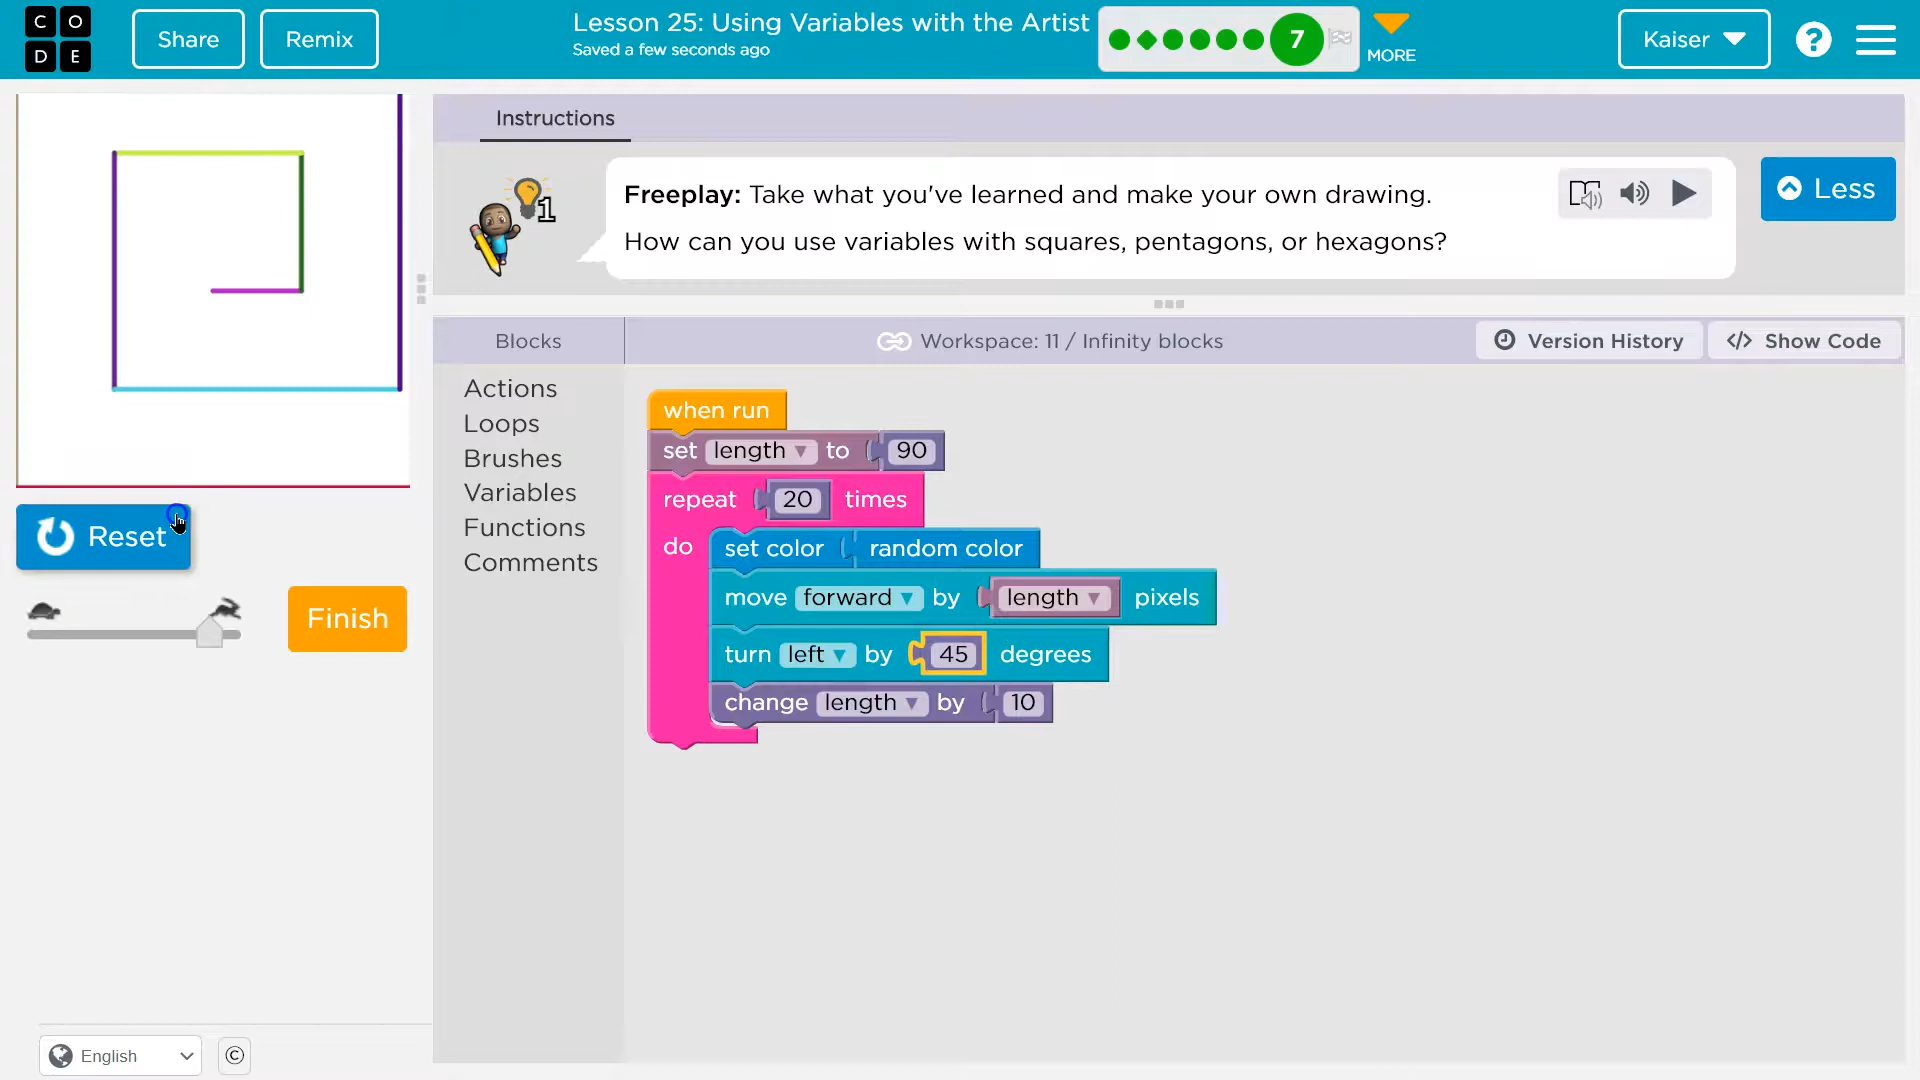 C O
D E
Share
Remix
Lesson 25: Using Variables with the Artist
Saved a few seconds ago
7
MORE
Kaiser
?
Instructions
1
Freeplay: Take what you've learned and make your own drawing.
How can you use variables with squares, pentagons, or hexagons?
Less
Blocks
Workspace: 11 / Infinity blocks
Version History
</> Show Code
Actions
Loops
Brushes
Variables
Functions
Comments
when run
set length to 90
repeat 20 times
do
set color random color
move forward by length pixels
turn left by 45 degrees
change length by 10
Reset
Finish
English
©